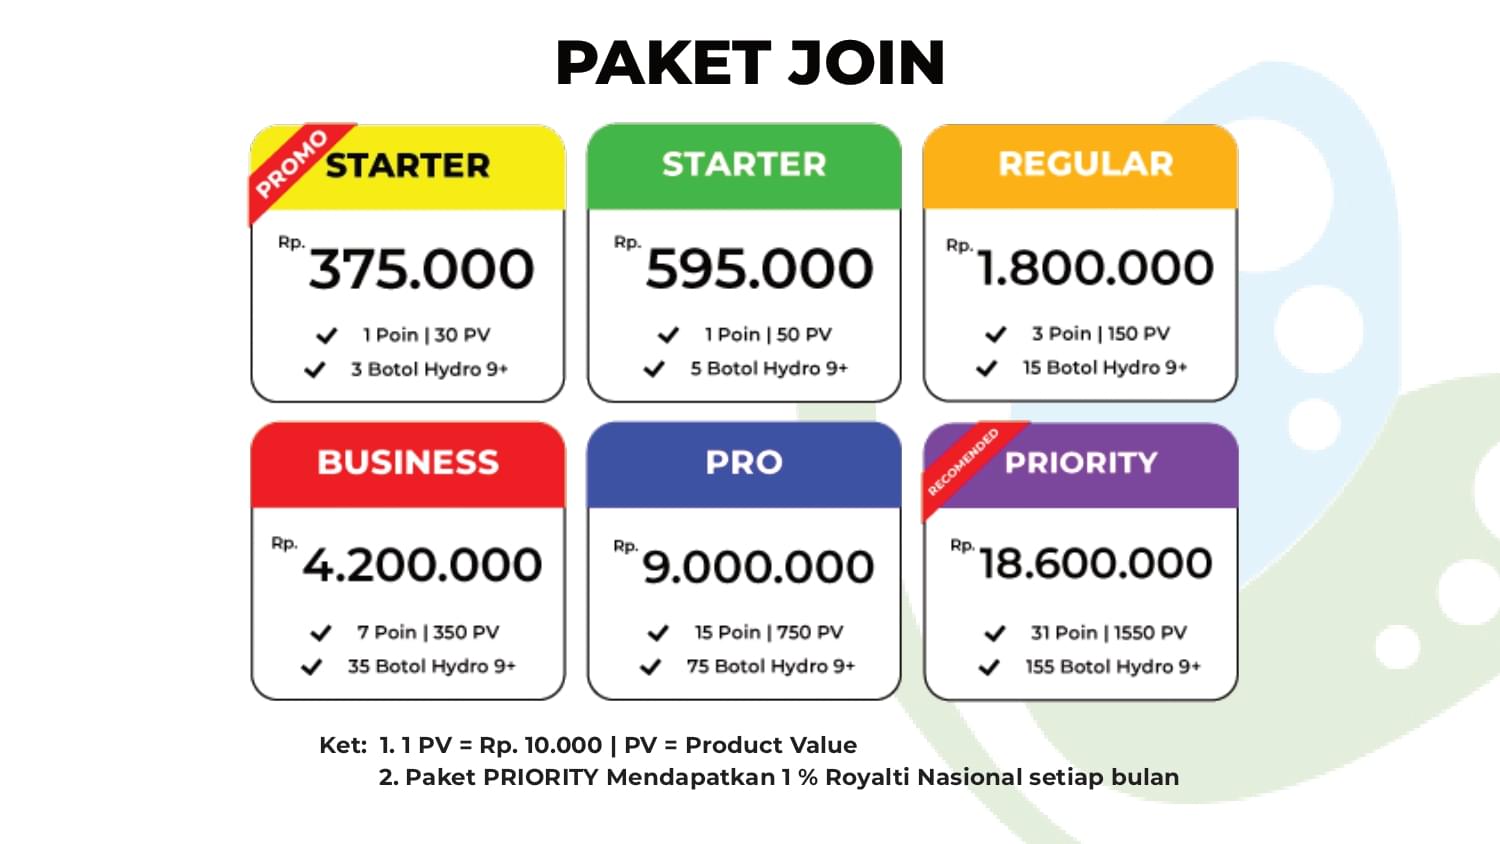 PAKET JOIN
PROMO
STARTER
Rp. 375.000
1 Poin | 30 PV
3 Botol Hydro 9+
STARTER
Rp. 595.000
1 Poin | 50 PV
5 Botol Hydro 9+
REGULAR
Rp. 1.800.000
3 Poin | 150 PV
15 Botol Hydro 9+
BUSINESS
Rp. 4.200.000
7 Poin | 350 PV
35 Botol Hydro 9+
PRO
Rp. 9.000.000
15 Poin | 750 PV
75 Botol Hydro 9+
RECOMENDED
PRIORITY
Rp. 18.600.000
31 Poin | 1550 PV
155 Botol Hydro 9+
Ket: 1. 1 PV = Rp. 10.000 | PV = Product Value
2. Paket PRIORITY Mendapatkan 1 % Royalti Nasional setiap bulan